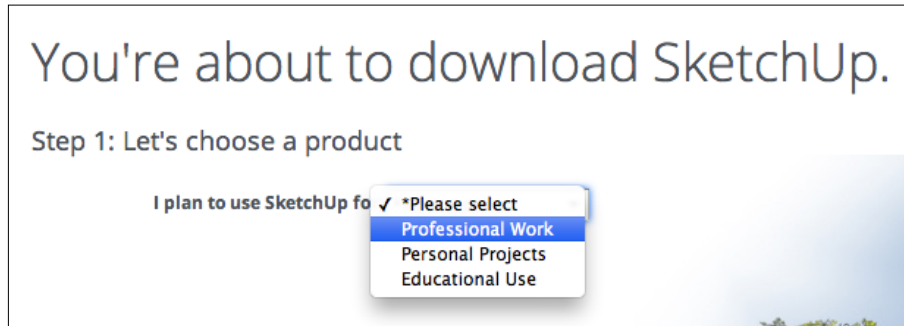 You're about to download SketchUp.
Step 1: Let's choose a product
I plan to use SketchUp fo
✓ *Please select
Professional Work
Personal Projects
Educational Use